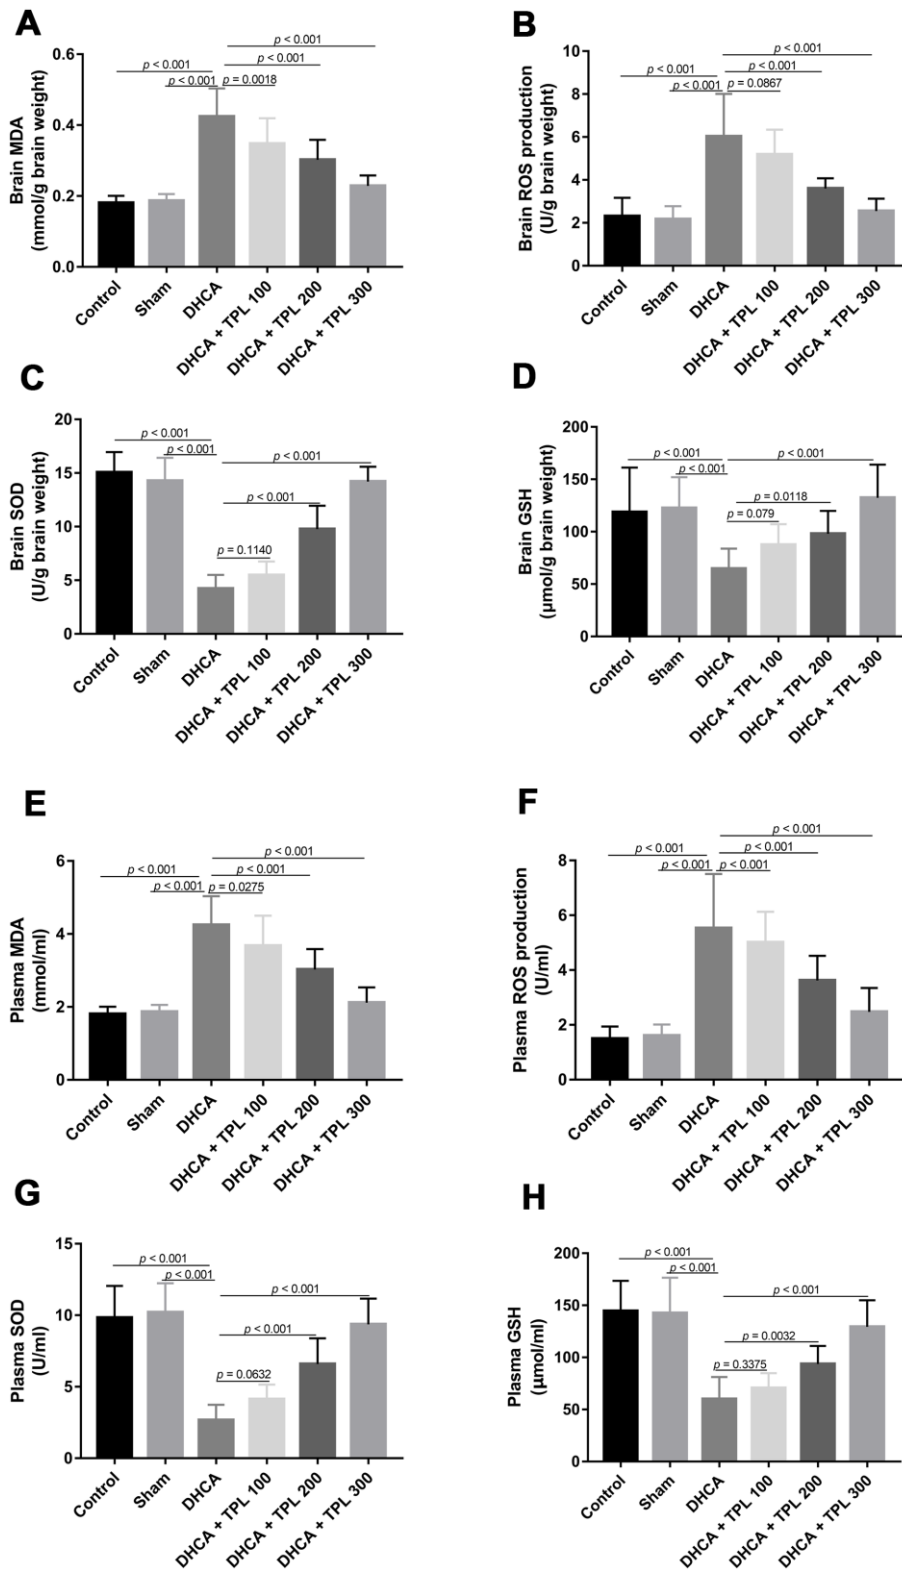 A
Brain MDA
(mmol/g brain weight)
0.6
0.4
0.2
0.0
p < 0.001
p < 0.001
p < 0.001
p < 0.001
p = 0.0018
Control
Sham
DHCA
DHCA + TPL 100
DHCA + TPL 200
DHCA + TPL 300
B
Brain ROS production
(U/g brain weight)
10
8
6
4
2
0
p < 0.001
p < 0.001
p < 0.001
p < 0.001
p = 0.0867
Control
Sham
DHCA
DHCA + TPL 100
DHCA + TPL 200
DHCA + TPL 300
C
Brain SOD
(U/g brain weight)
20
15
10
5
0
p < 0.001
p < 0.001
p < 0.001
p < 0.001
p = 0.1140
Control
Sham
DHCA
DHCA + TPL 100
DHCA + TPL 200
DHCA + TPL 300
D
Brain GSH
(μmol/g brain weight)
200
150
100
50
0
p < 0.001
p < 0.001
p < 0.001
p = 0.0118
p = 0.079
Control
Sham
DHCA
DHCA + TPL 100
DHCA + TPL 200
DHCA + TPL 300
E
Plasma MDA
(mmol/ml)
6
4
2
0
p < 0.001
p < 0.001
p < 0.001
p < 0.001
p = 0.0275
Control
Sham
DHCA
DHCA + TPL 100
DHCA + TPL 200
DHCA + TPL 300
F
Plasma ROS production
(U/ml)
8
6
4
2
0
p < 0.001
p < 0.001
p < 0.001
p < 0.001
p < 0.001
Control
Sham
DHCA
DHCA + TPL 100
DHCA + TPL 200
DHCA + TPL 300
G
Plasma SOD
(U/ml)
15
10
5
0
p < 0.001
p < 0.001
p < 0.001
p < 0.001
p = 0.0632
Control
Sham
DHCA
DHCA + TPL 100
DHCA + TPL 200
DHCA + TPL 300
H
Plasma GSH
(μmol/ml)
200
150
100
50
0
p < 0.001
p < 0.001
p < 0.001
p = 0.0032
p = 0.3375
Control
Sham
DHCA
DHCA + TPL 100
DHCA + TPL 200
DHCA + TPL 300